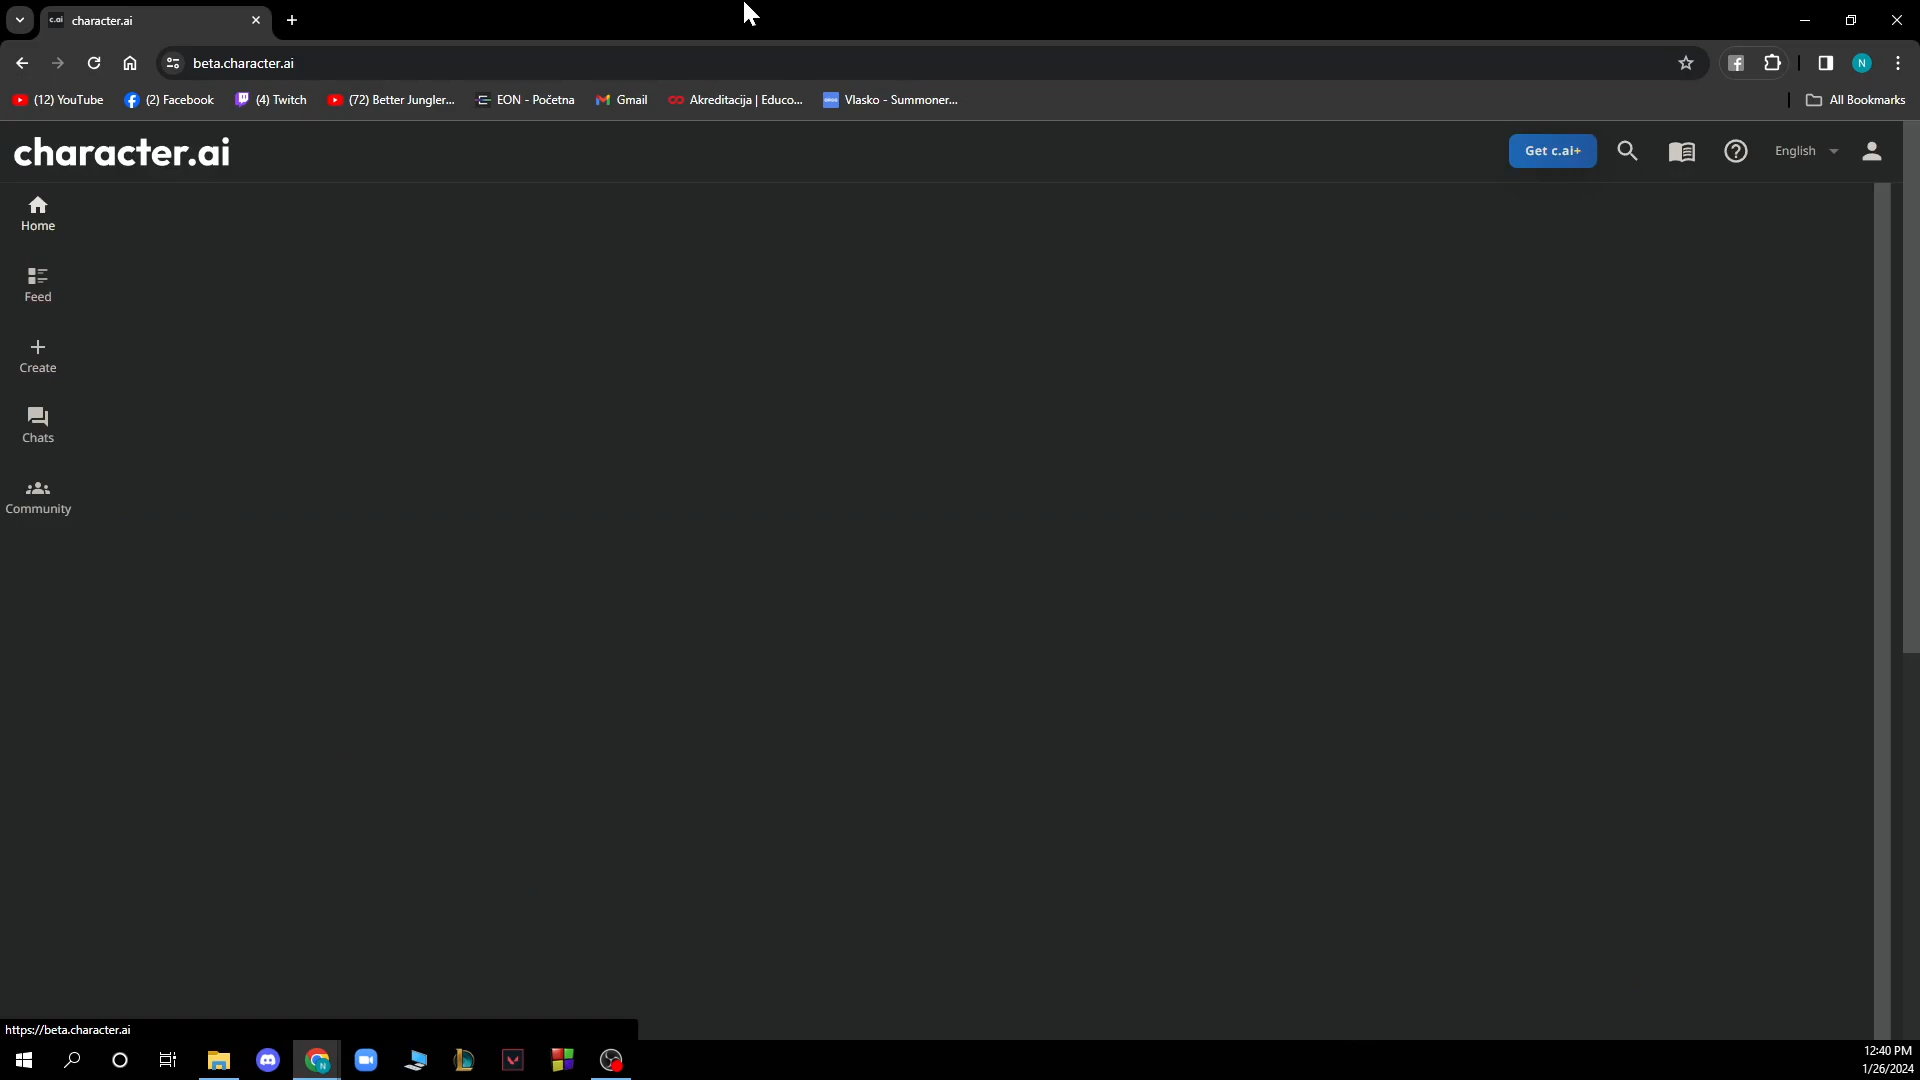 c.ai character.ai
beta.character.ai
(12) YouTube (2) Facebook (4) Twitch (72) Better Jungler... EON - Početna Gmail Akreditacija | Educo... Vlasko - Summoner... All Bookmarks
character.ai Get c.ai+ English
Home
Feed
Create
Chats
Community
https://beta.character.ai
12:40 PM
1/26/2024